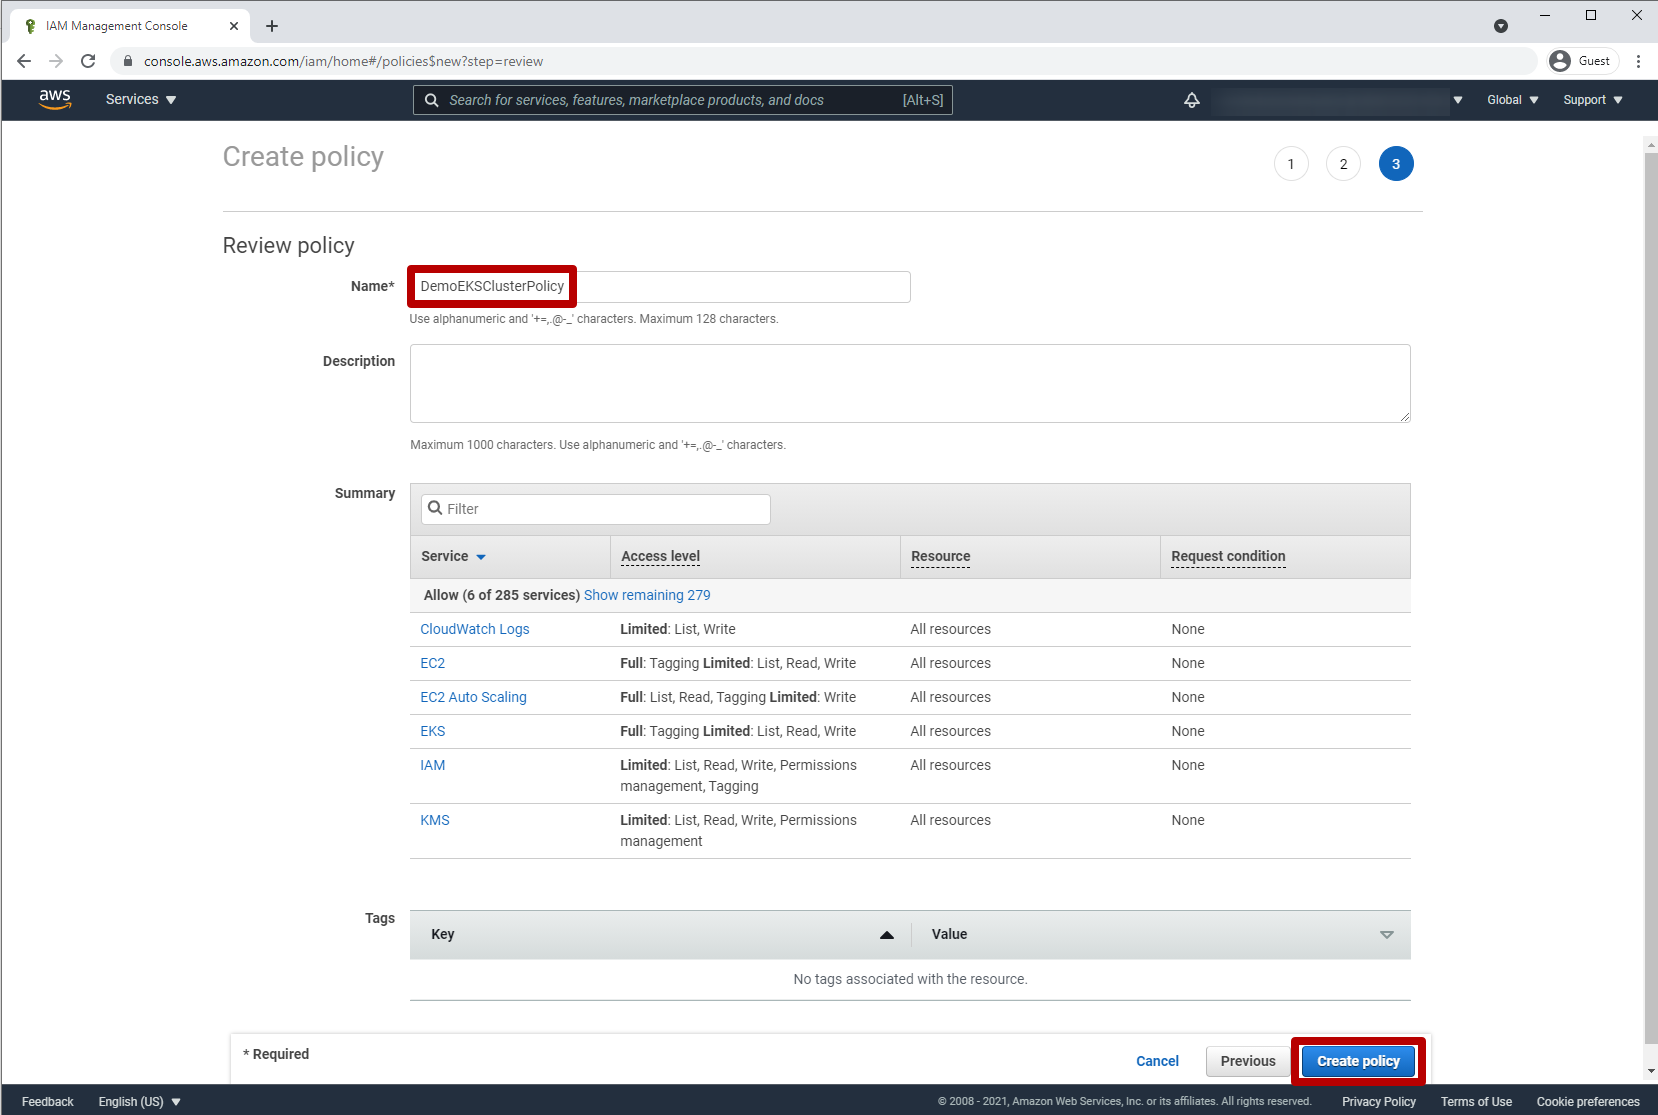 IAM Management Console
console.aws.amazon.com/iam/home#/policies$new?step=review
Guest
aws
Services
Search for services, features, marketplace products, and docs [Alt+S]
Global
Support
Create policy
1 2 3
Review policy
Name* DemoEKSClusterPolicy
Use alphanumeric and '+=,.@-_' characters. Maximum 128 characters.
Description
Maximum 1000 characters. Use alphanumeric and '+=,.@-_' characters.
Summary
Filter
Service Access level Resource Request condition
Allow (6 of 285 services) Show remaining 279
CloudWatch Logs Limited: List, Write All resources None
EC2 Full: Tagging Limited: List, Read, Write All resources None
EC2 Auto Scaling Full: List, Read, Tagging Limited: Write All resources None
EKS Full: Tagging Limited: List, Read, Write All resources None
IAM Limited: List, Read, Write, Permissions All resources None
management, Tagging
KMS Limited: List, Read, Write, Permissions All resources None
management
Tags
Key Value
No tags associated with the resource.
* Required
Cancel Previous Create policy
Feedback English (US) © 2008 - 2021, Amazon Web Services, Inc. or its affiliates. All rights reserved. Privacy Policy Terms of Use Cookie preferences